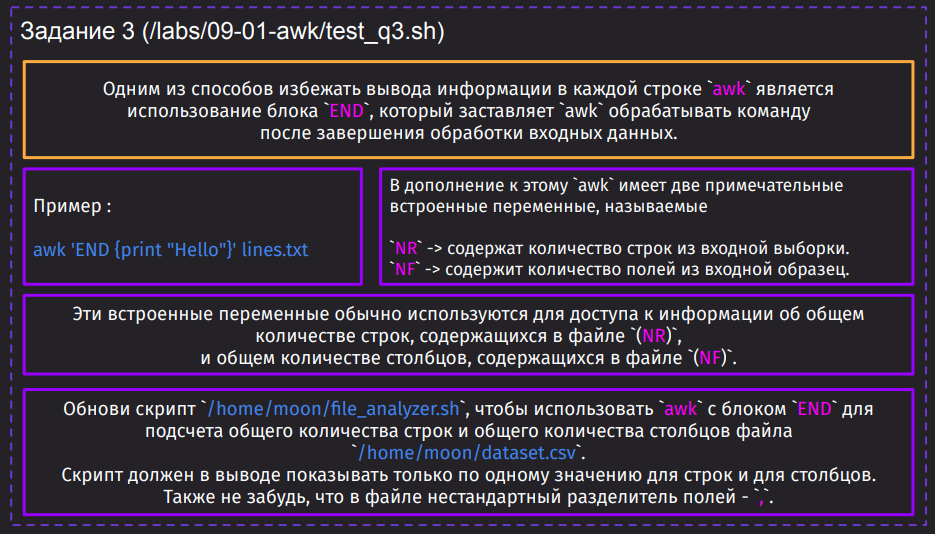 Задание 3 (/labs/09-01-awk/test_q3.sh)
Одним из способов избежать вывода информации в каждой строке `awk` является
использование блока `END`, который заставляет `awk` обрабатывать команду
после завершения обработки входных данных.
Пример :
awk 'END {print "Hello"}' lines.txt
В дополнение к этому `awk` имеет две примечательные
встроенные переменные, называемые
`NR` -> содержат количество строк из входной выборки.
`NF` -> содержит количество полей из входной образец.
Эти встроенные переменные обычно используются для доступа к информации об общем
количестве строк, содержащихся в файле `(NR)`,
и общем количестве столбцов, содержащихся в файле `(NF)`.
Обнови скрипт `/home/moon/file_analyzer.sh`, чтобы использовать `awk` с блоком `END` для
подсчета общего количества строк и общего количества столбцов файла
`/home/moon/dataset.csv`.
Скрипт должен в выводе показывать только по одному значению для строк и для столбцов.
Также не забудь, что в файле нестандартный разделитель полей - `,`.